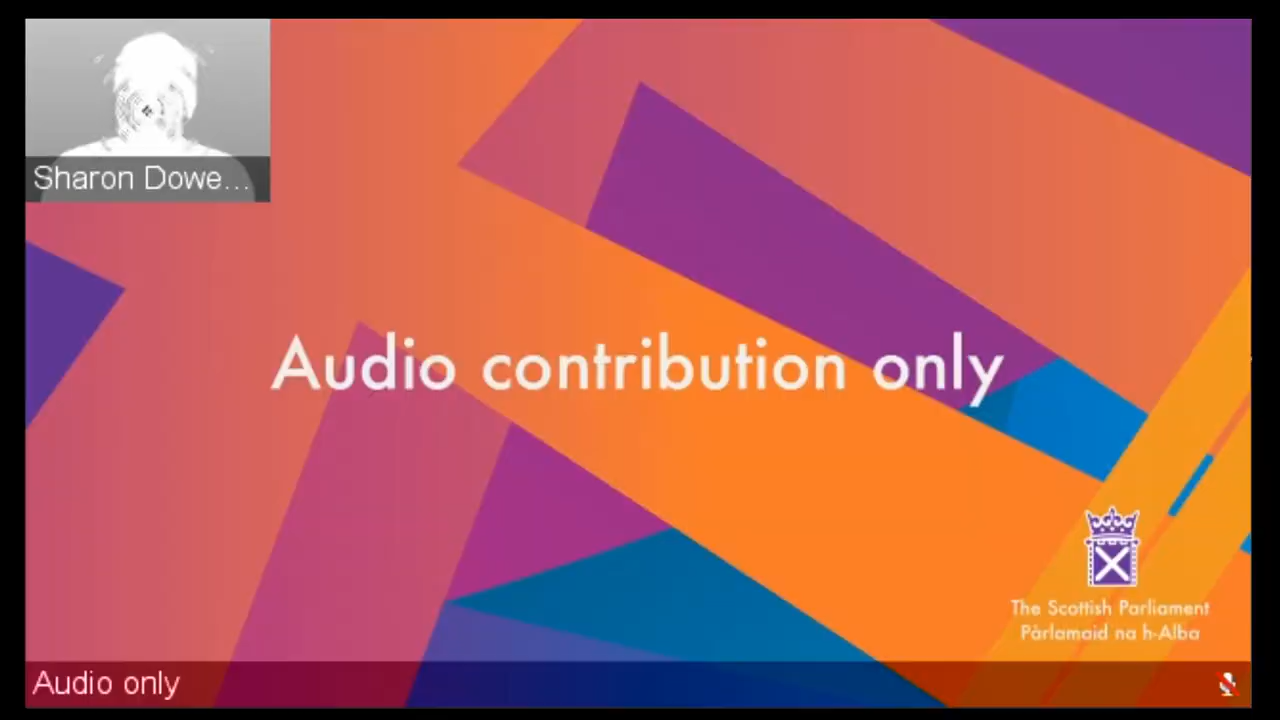 Sharon Dowe...
Audio contribution only
The Scottish Parliament
Pàrlamaid na h-Alba
Audio only